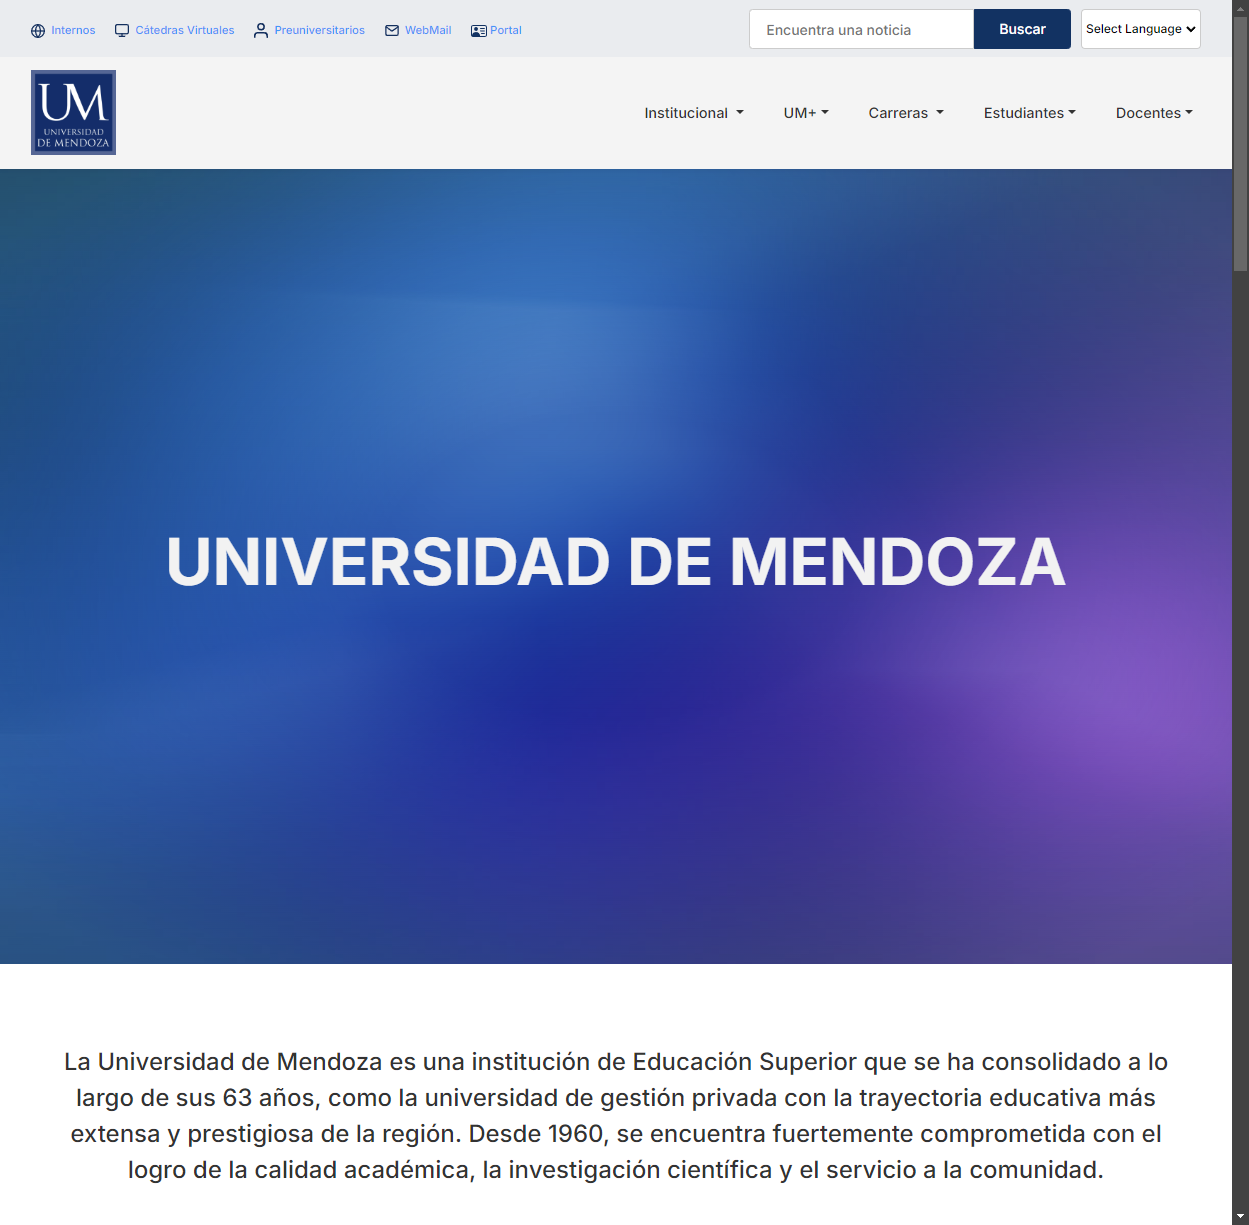 Internos Cátedras Virtuales Preuniversitarios WebMail Portal Encuentra una noticia Buscar Select Language
UM
UNIVERSIDAD
DE MENDOZA
Institucional UM+ Carreras Estudiantes Docentes
UNIVERSIDAD DE MENDOZA
La Universidad de Mendoza es una institución de Educación Superior que se ha consolidado a lo
largo de sus 63 años, como la universidad de gestión privada con la trayectoria educativa más
extensa y prestigiosa de la región. Desde 1960, se encuentra fuertemente comprometida con el
logro de la calidad académica, la investigación científica y el servicio a la comunidad.